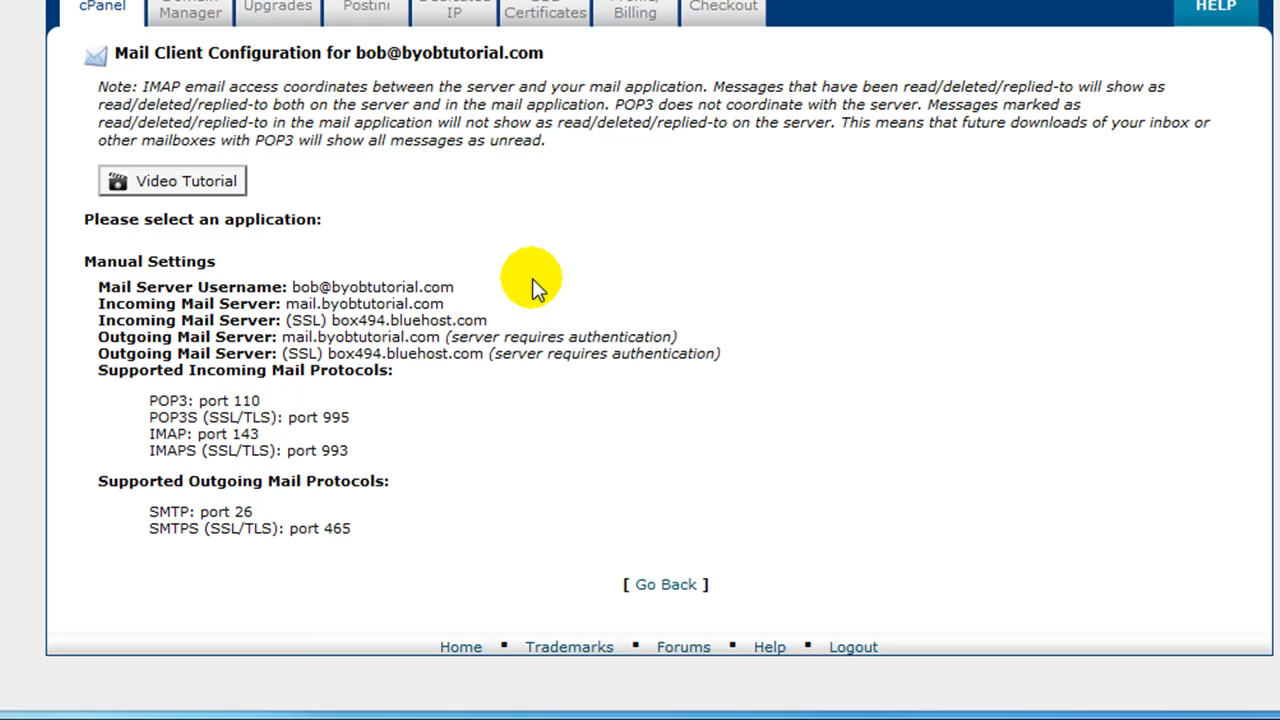 cPanel
Domain Manager
Upgrades
Postini
Dedicated IP
SSL Certificates
Profile, Billing
Checkout
HELP
Mail Client Configuration for bob@byobtutorial.com
Note: IMAP email access coordinates between the server and your mail application. Messages that have been read/deleted/replied-to will show as
read/deleted/replied-to both on the server and in the mail application. POP3 does not coordinate with the server. Messages marked as
read/deleted/replied-to in the mail application will not show as read/deleted/replied-to on the server. This means that future downloads of your inbox or
other mailboxes with POP3 will show all messages as unread.
Video Tutorial
Please select an application:
Manual Settings
Mail Server Username: bob@byobtutorial.com
Incoming Mail Server: mail.byobtutorial.com
Incoming Mail Server: (SSL) box494.bluehost.com
Outgoing Mail Server: mail.byobtutorial.com (server requires authentication)
Outgoing Mail Server: (SSL) box494.bluehost.com (server requires authentication)
Supported Incoming Mail Protocols:
POP3: port 110
POP3S (SSL/TLS): port 995
IMAP: port 143
IMAPS (SSL/TLS): port 993
Supported Outgoing Mail Protocols:
SMTP: port 26
SMTPS (SSL/TLS): port 465
[ Go Back ]
Home ▪ Trademarks ▪ Forums ▪ Help ▪ Logout